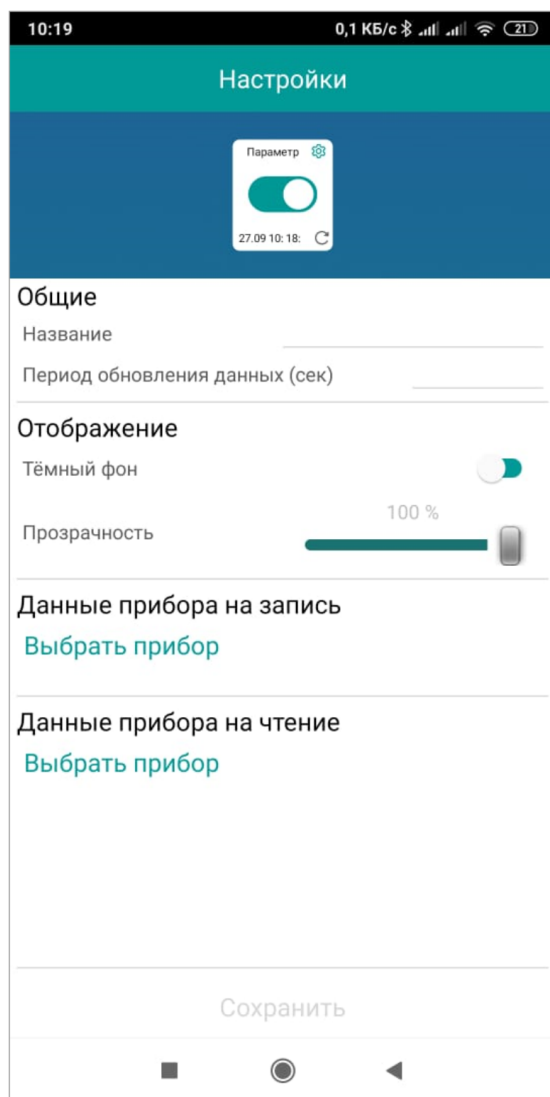 10:19 0,1 КБ/с 21
Настройки
Параметр
27.09 10: 18:
Общие
Название
Период обновления данных (сек)
Отображение
Тёмный фон
100 %
Прозрачность
Данные прибора на запись
Выбрать прибор
Данные прибора на чтение
Выбрать прибор
Сохранить